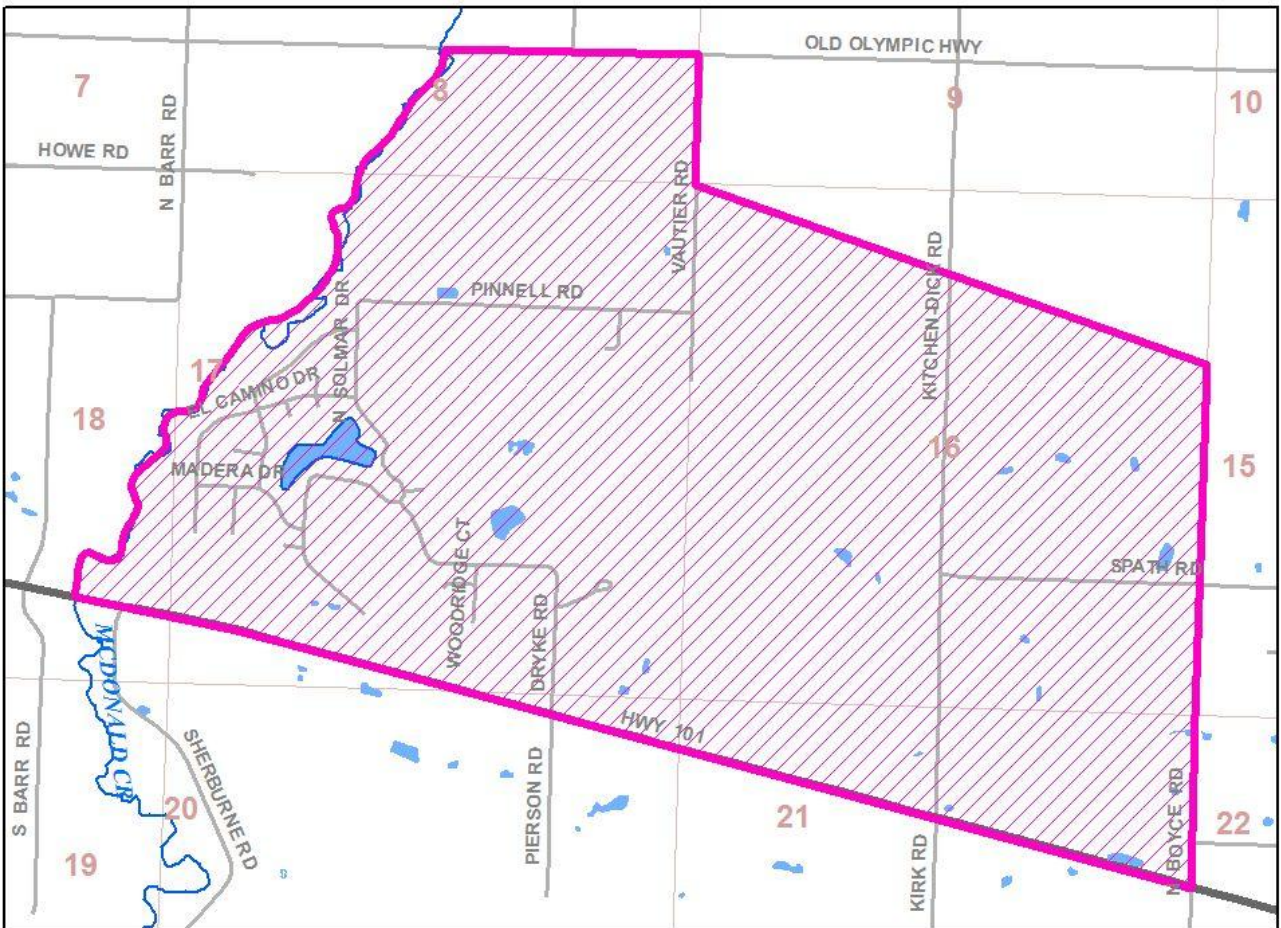 OLD OLYMPIC HWY
7
8
9
10
N BARR RD
HOWE RD
VAUTIER RD
KITCHEN-DICK RD
PINNELL RD
N SOLMAR DR
17
EL CAMINO DR
18
16
15
MADERA DR
WOODRIDGE CT
SPATH RD
DRYKE RD
MCDONALD CR
HWY 101
S BARR RD
SHERBURNE RD
PIERSON RD
N BOYCE RD
20
21
22
19
KIRK RD